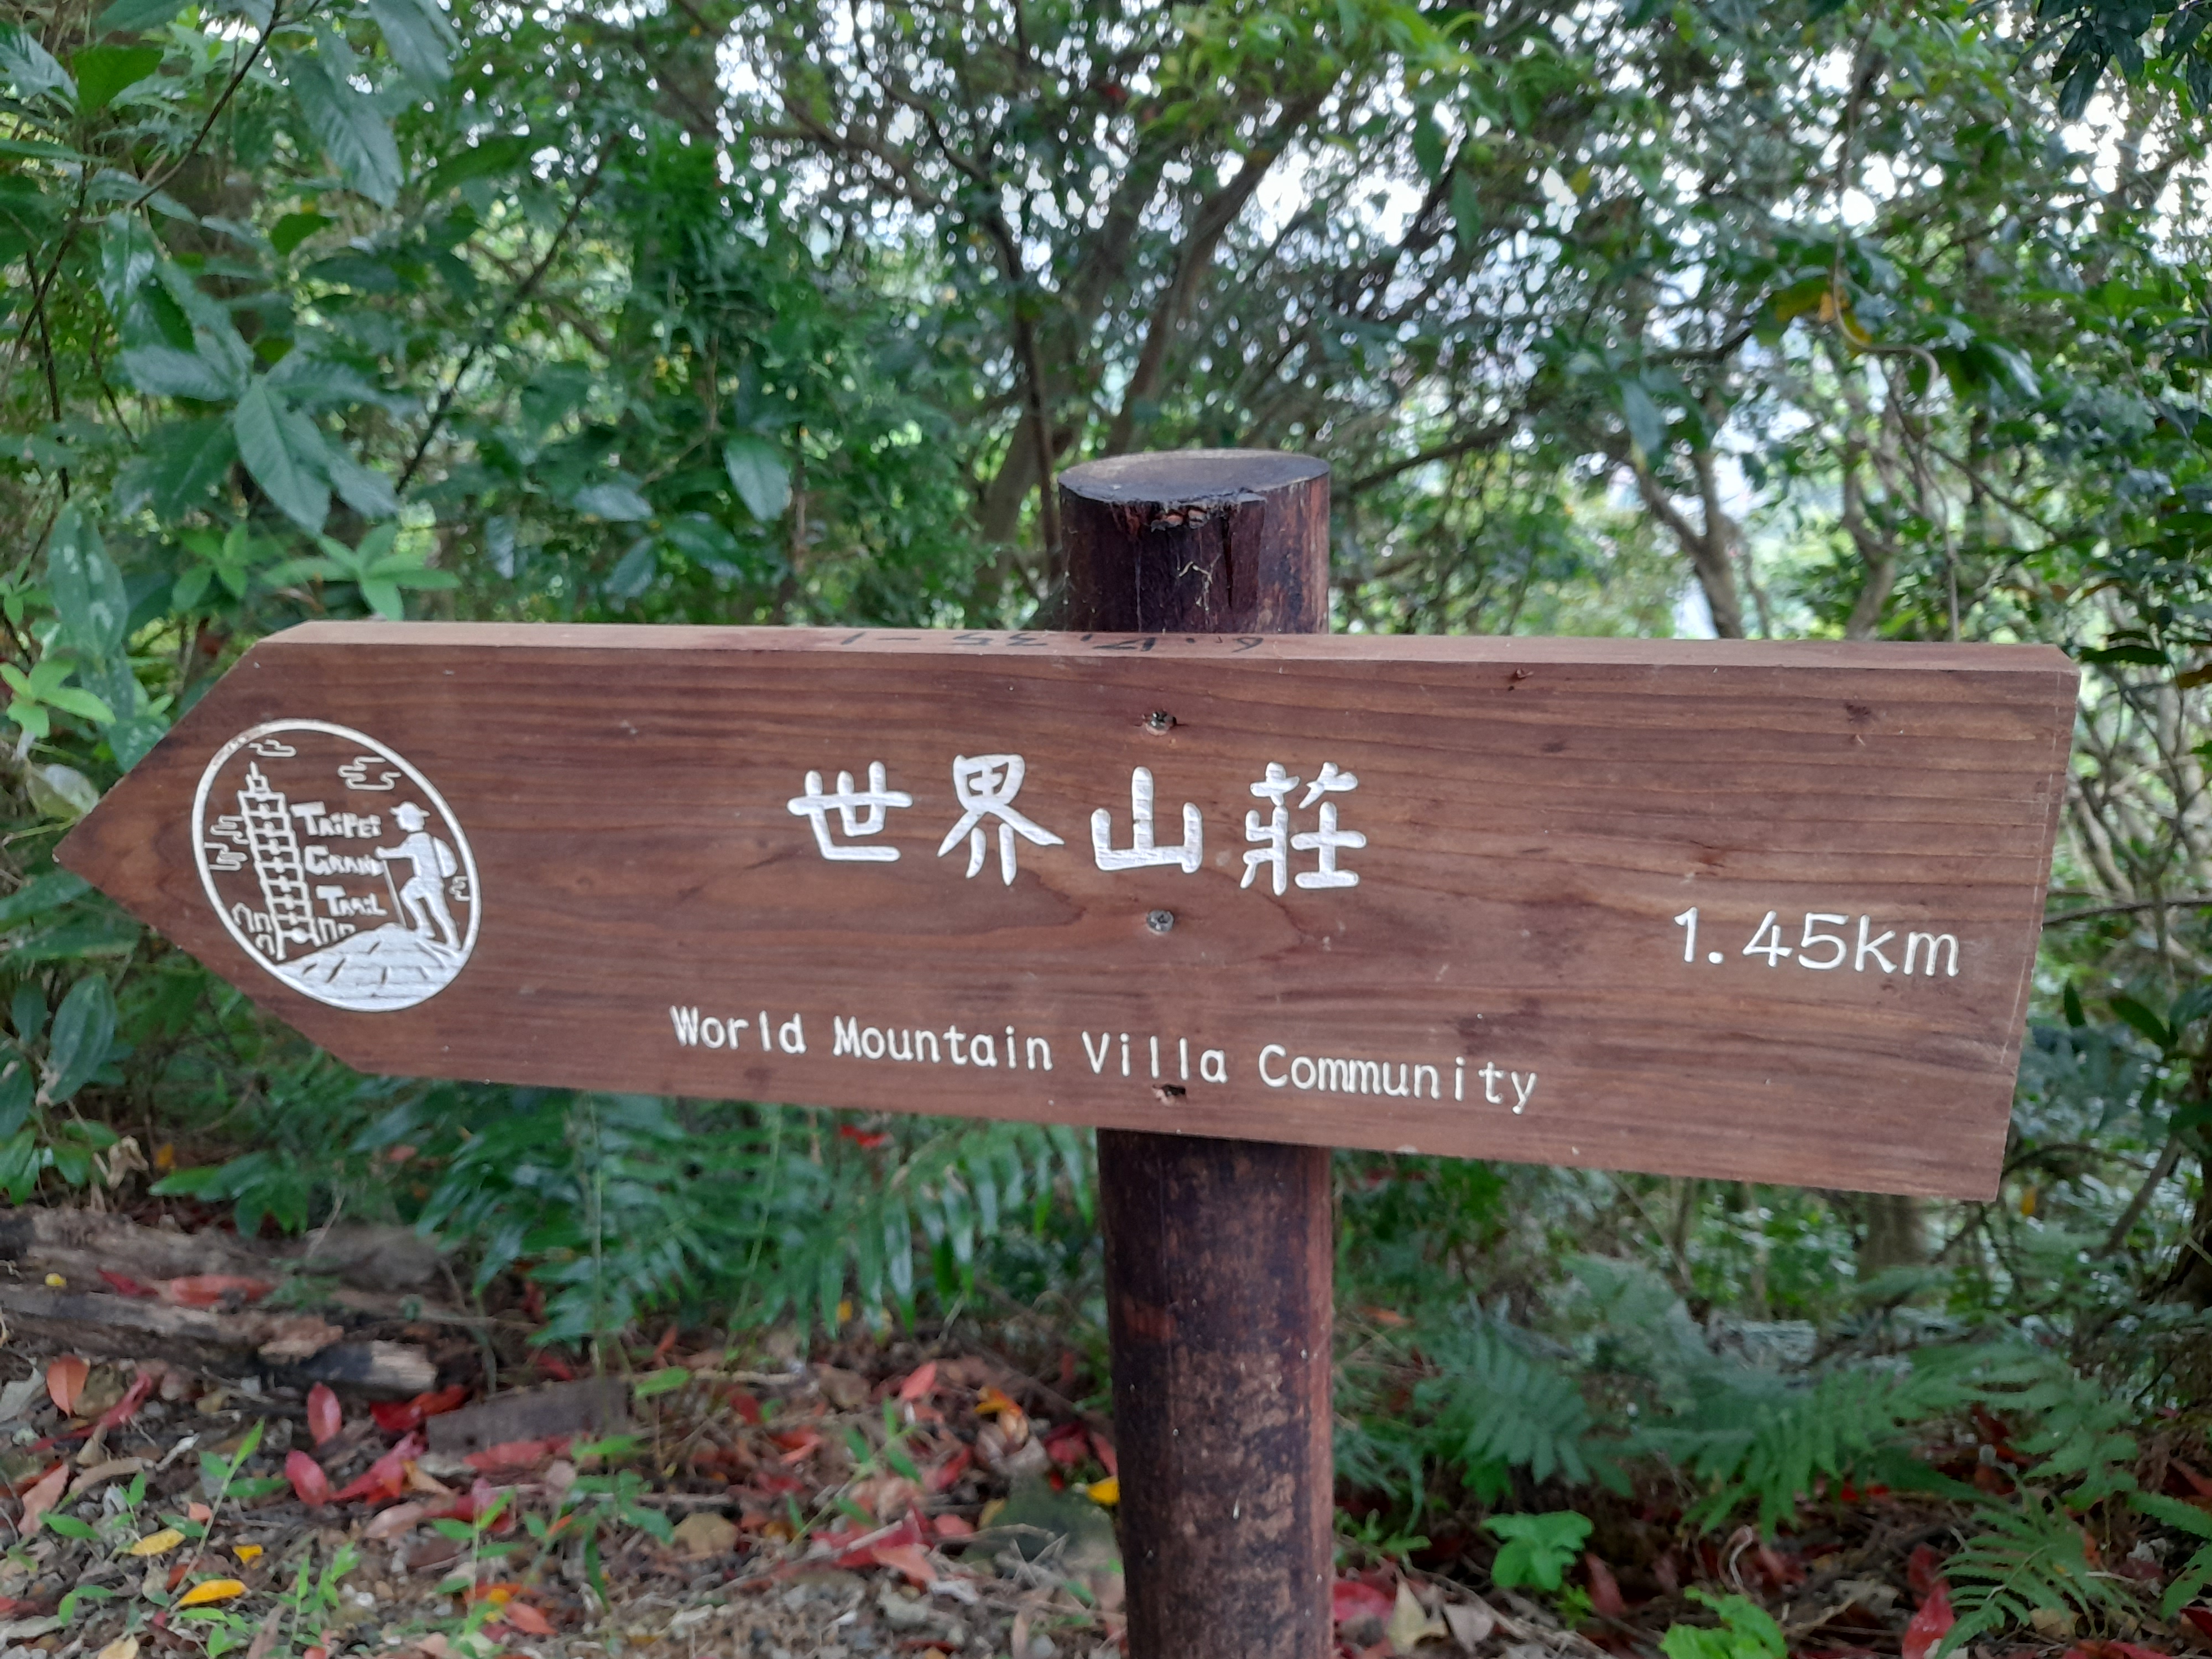 世界山莊
1.45km
World Mountain Villa Community
TAiPEi
GRAND
TRAiL